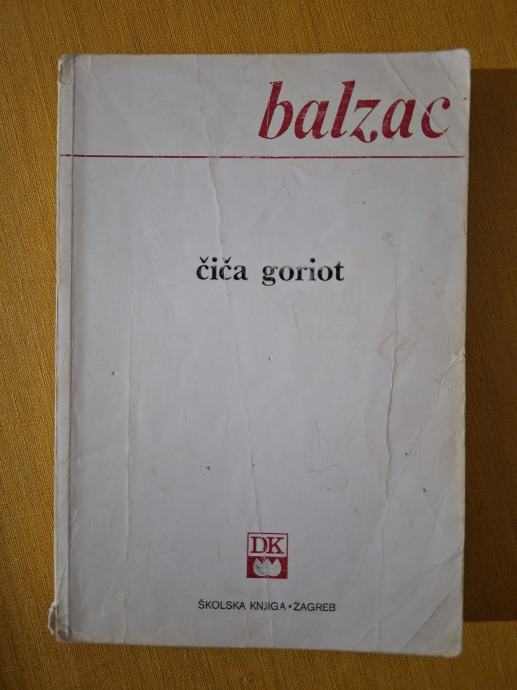 balzac
čiča goriot
DK
ŠKOLSKA KNJIGA • ZAGREB